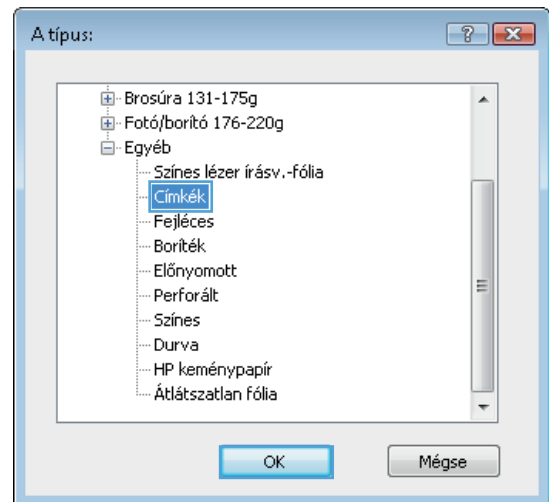 A típus:
Brosúra 131-175g
Fotó/borító 176-220g
Egyéb
Színes lézer írásv.-fólia
Címkék
Fejléces
Boríték
Előnyomott
Perforált
Színes
Durva
HP keménypapír
Átlátszatlan fólia
OK Mégse